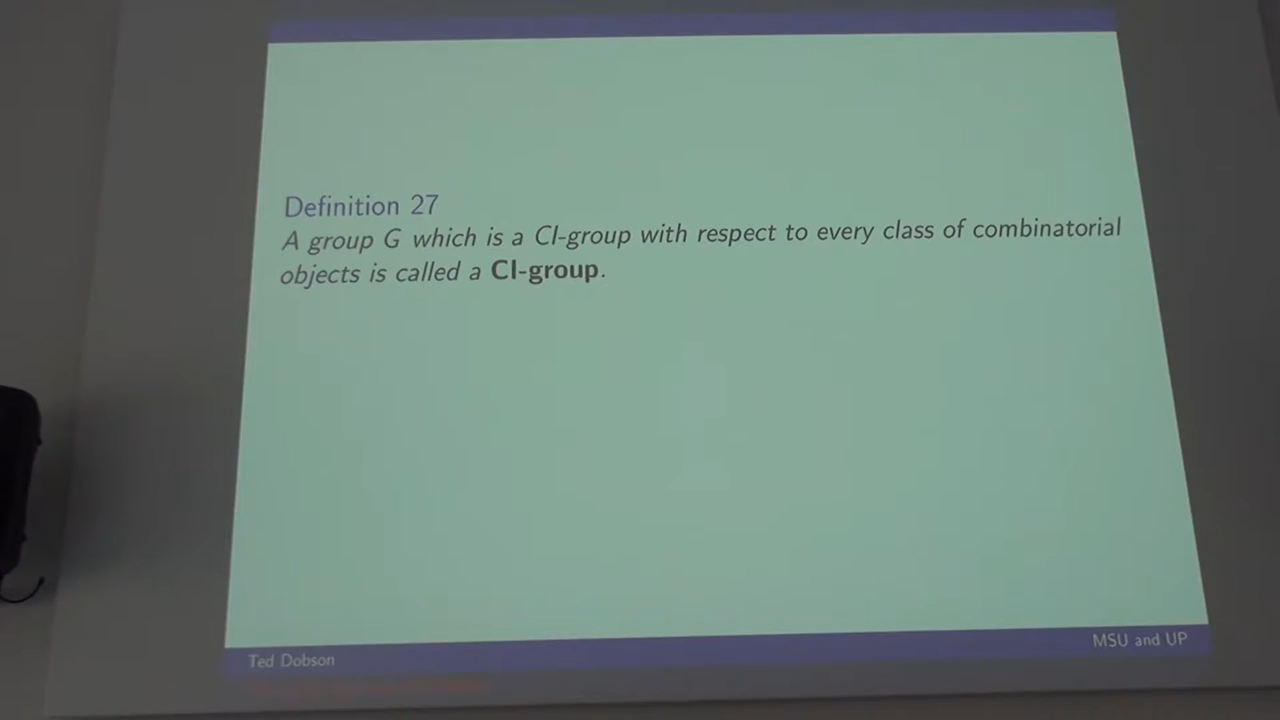 Definition 27
A group G which is a CI-group with respect to every class of combinatorial
objects is called a CI-group.
Ted Dobson
MSU and UP